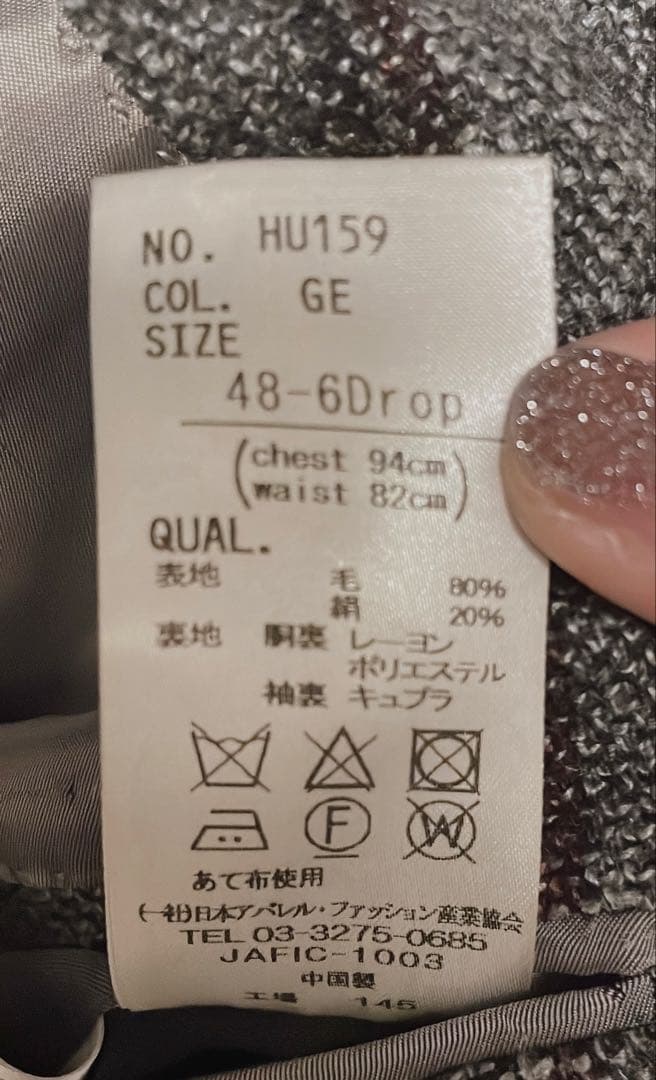 NO. HU159
COL. GE
SIZE
48-6Drop
(chest 94cm
waist 82cm)
QUAL.
表地 毛 80%
絹 20%
裏地 胴裏 レーヨン
ポリエステル
袖裏 キュプラ
F W
あて布使用
(一社)日本アパレル・ファッション産業協会
TEL 03-3275-0685
JAFIC-1003
中国製
工場 145